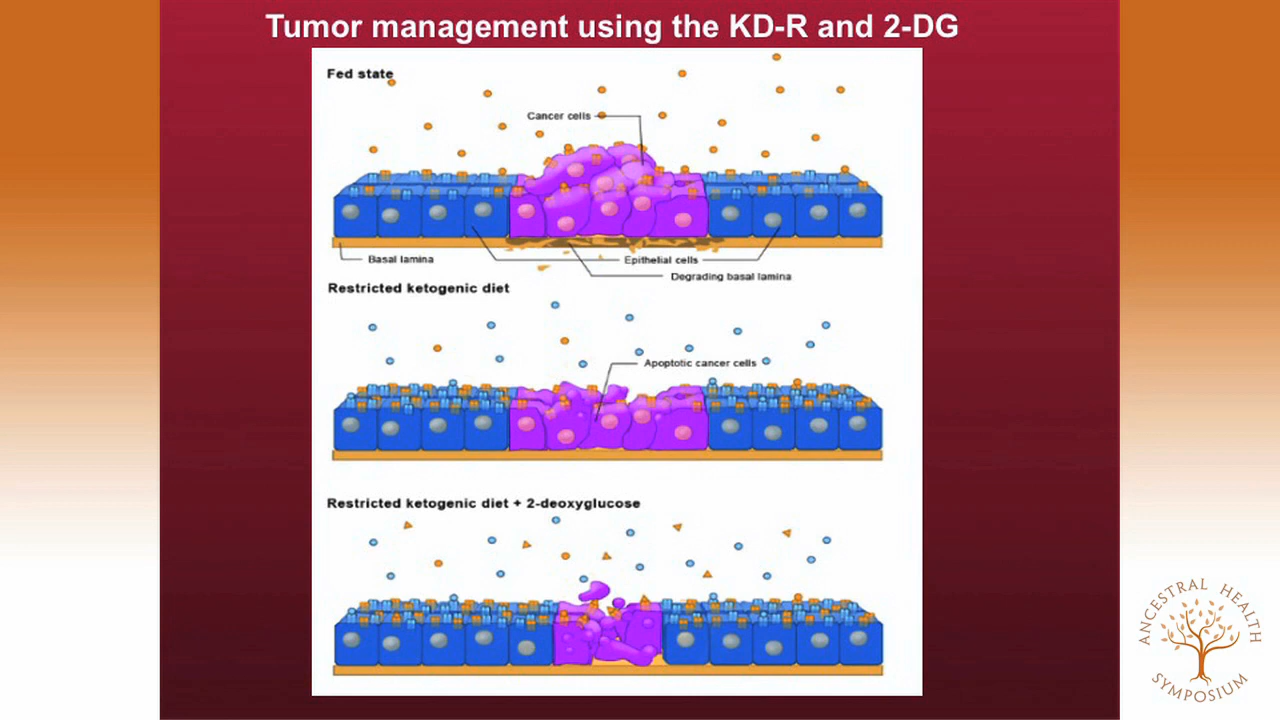 Tumor management using the KD-R and 2-DG
Fed state
Cancer cells
Basal lamina
Epithelial cells
Degrading basal lamina
Restricted ketogenic diet
Apoptotic cancer cells
Restricted ketogenic diet + 2-deoxyglucose
ANCESTRAL HEALTH
SYMPOSIUM